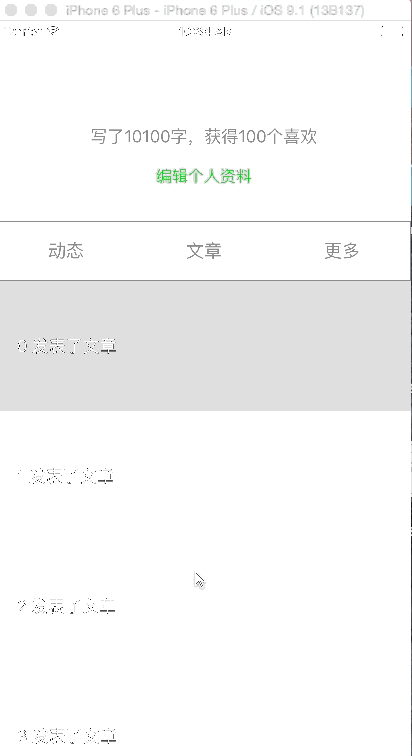 iPhone 6 Plus - iPhone 6 Plus / iOS 9.1 (13B137)
写了10100字，获得100个喜欢
编辑个人资料
动态 文章 更多
0 发表了文章
1 发表了文章
2 发表了文章
3 发表了文章